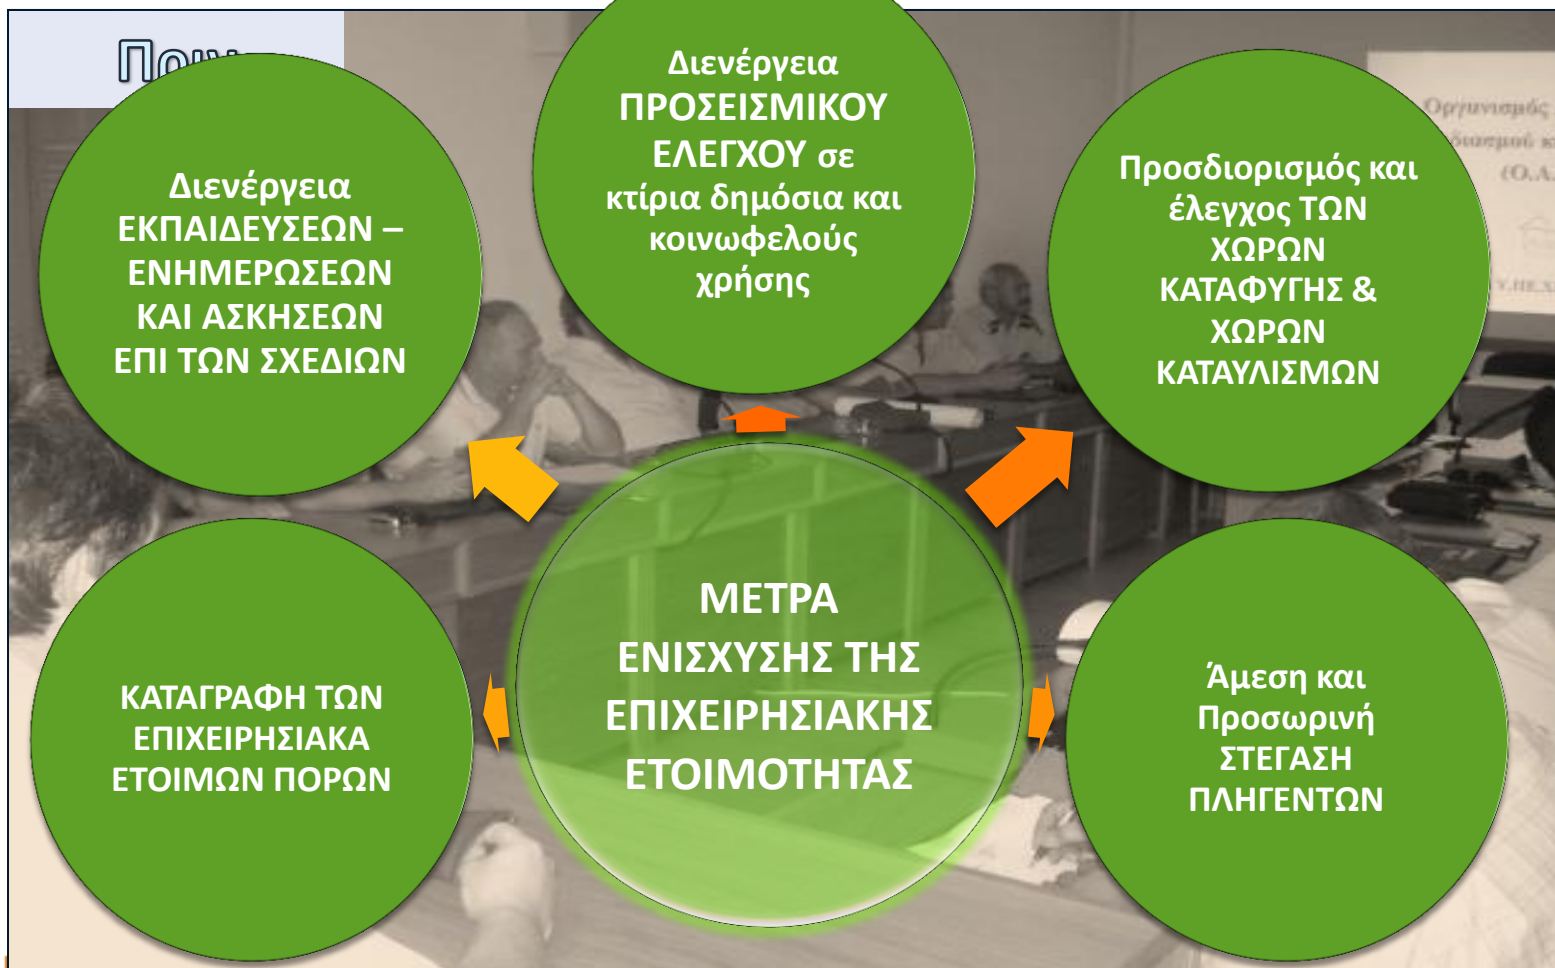 Διενέργεια
ΠΡΟΣΕΙΣΜΙΚΟΥ
ΕΛΕΓΧΟΥ σε
κτίρια δημόσια και
κοινωφελούς
χρήσης
Διενέργεια
ΕΚΠΑΙΔΕΥΣΕΩΝ –
ΕΝΗΜΕΡΩΣΕΩΝ
ΚΑΙ ΑΣΚΗΣΕΩΝ
ΕΠΙ ΤΩΝ ΣΧΕΔΙΩΝ
Προσδιορισμός και
έλεγχος ΤΩΝ
ΧΩΡΩΝ
ΚΑΤΑΦΥΓΗΣ &
ΧΩΡΩΝ
ΚΑΤΑΥΛΙΣΜΩΝ
Οργανισμός
(Ο.Α.
ΜΕΤΡΑ
ΕΝΙΣΧΥΣΗΣ ΤΗΣ
ΕΠΙΧΕΙΡΗΣΙΑΚΗΣ
ΕΤΟΙΜΟΤΗΤΑΣ
ΚΑΤΑΓΡΑΦΗ ΤΩΝ
ΕΠΙΧΕΙΡΗΣΙΑΚΑ
ΕΤΟΙΜΩΝ ΠΟΡΩΝ
Άμεση και
Προσωρινή
ΣΤΕΓΑΣΗ
ΠΛΗΓΕΝΤΩΝ